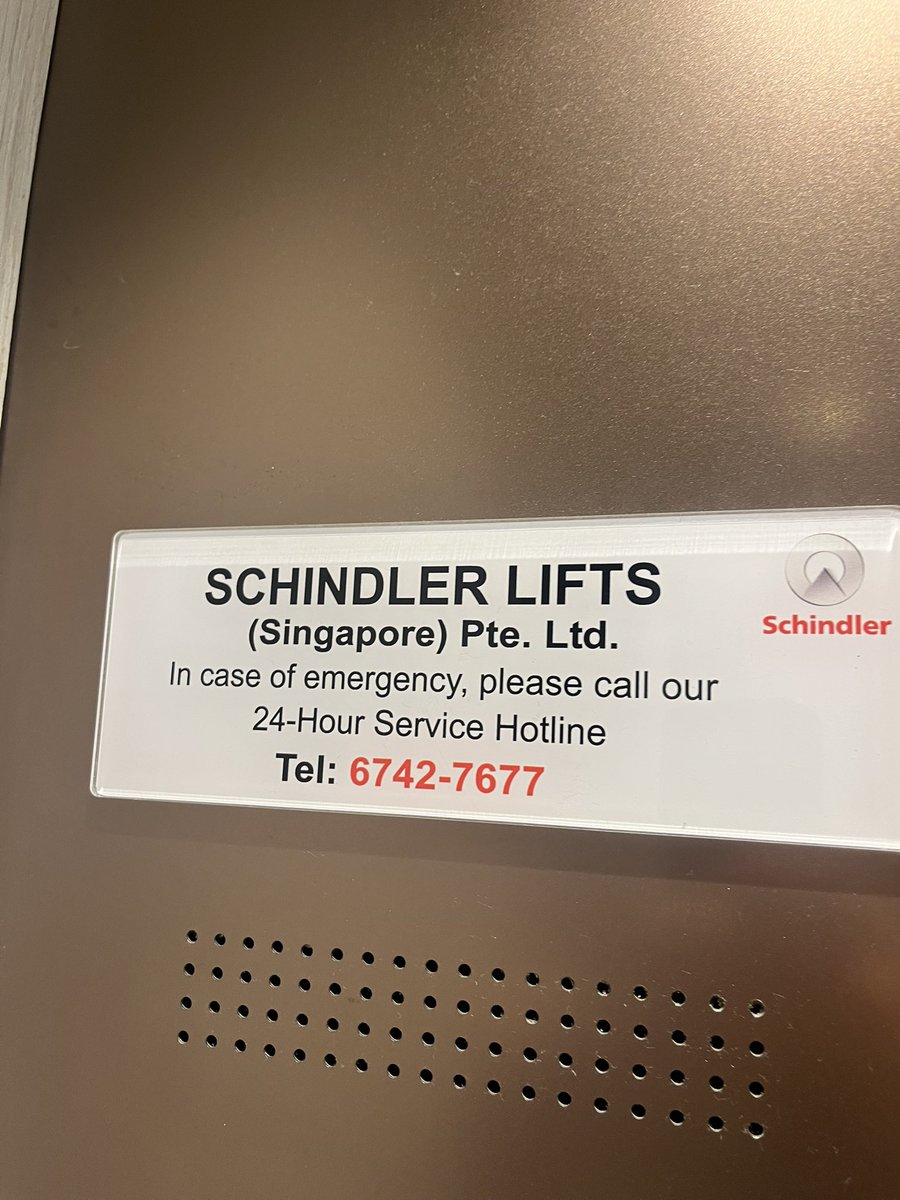 SCHINDLER LIFTS
(Singapore) Pte. Ltd.
In case of emergency, please call our
24-Hour Service Hotline
Tel: 6742-7677
Schindler